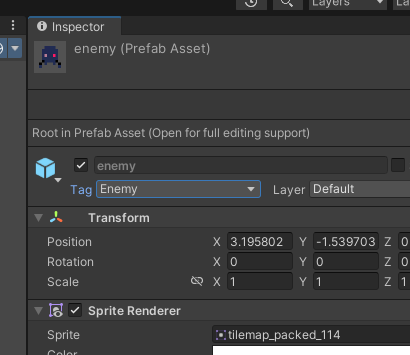 Layers
Inspector
enemy (Prefab Asset)
Root in Prefab Asset (Open for full editing support)
enemy
Tag Enemy Layer Default
Transform
Position X 3.195802 Y -1.539703 Z 0
Rotation X 0 Y 0 Z 0
Scale X 1 Y 1 Z 1
Sprite Renderer
Sprite tilemap_packed_114
Color